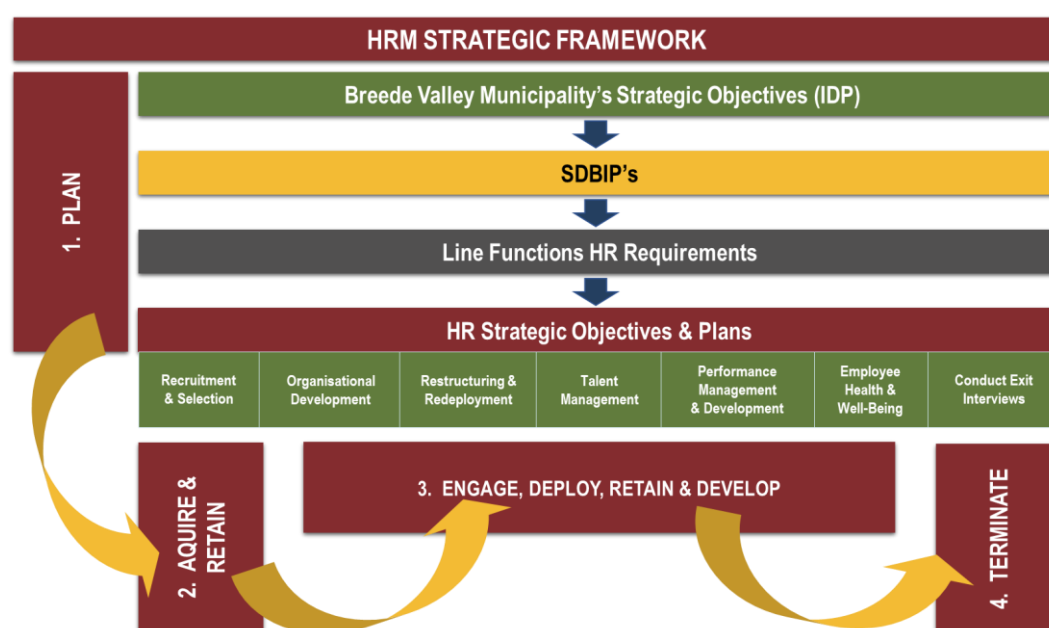 HRM STRATEGIC FRAMEWORK
1. PLAN
Breede Valley Municipality's Strategic Objectives (IDP)
SDBIP's
Line Functions HR Requirements
HR Strategic Objectives & Plans
Recruitment
& Selection
Organisational
Development
Restructuring &
Redeployment
Talent
Management
Performance
Management
& Development
Employee
Health &
Well-Being
Conduct Exit
Interviews
2. AQUIRE &
RETAIN
3. ENGAGE, DEPLOY, RETAIN & DEVELOP
4. TERMINATE